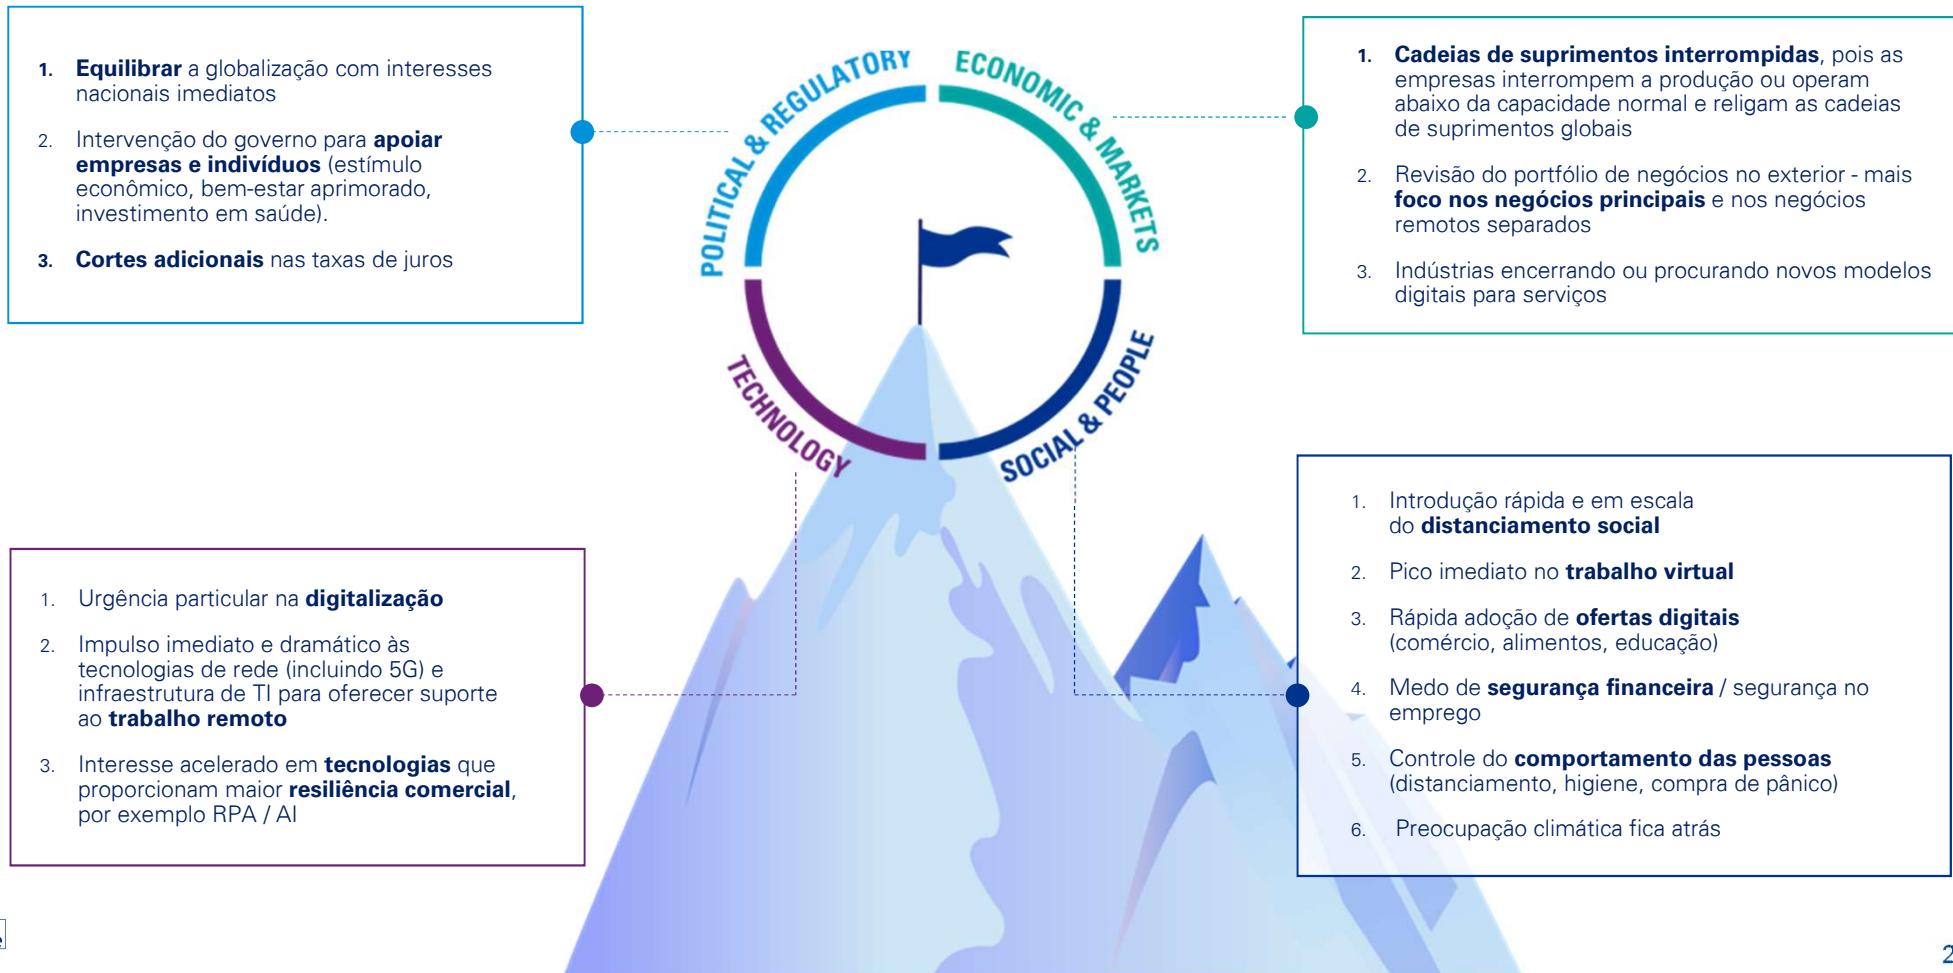 1. Equilibrar a globalização com interesses
nacionais imediatos
2. Intervenção do governo para apoiar
empresas e indivíduos (estímulo
econômico, bem-estar aprimorado,
investimento em saúde).
3. Cortes adicionais nas taxas de juros
POLITICAL & REGULATORY
ECONOMIC & MARKETS
1. Cadeias de suprimentos interrompidas, pois as
empresas interrompem a produção ou operam
abaixo da capacidade normal e religam as cadeias
de suprimentos globais
2. Revisão do portfólio de negócios no exterior - mais
foco nos negócios principais e nos negócios
remotos separados
3. Indústrias encerrando ou procurando novos modelos
digitais para serviços
TECHNOLOGY
SOCIAL & PEOPLE
1. Urgência particular na digitalização
2. Impulso imediato e dramático às
tecnologias de rede (incluindo 5G) e
infraestrutura de TI para oferecer suporte
ao trabalho remoto
3. Interesse acelerado em tecnologias que
proporcionam maior resiliência comercial,
por exemplo RPA / AI
1. Introdução rápida e em escala
do distanciamento social
2. Pico imediato no trabalho virtual
3. Rápida adoção de ofertas digitais
(comércio, alimentos, educação)
4. Medo de segurança financeira / segurança no
emprego
5. Controle do comportamento das pessoas
(distanciamento, higiene, compra de pânico)
6. Preocupação climática fica atrás
2